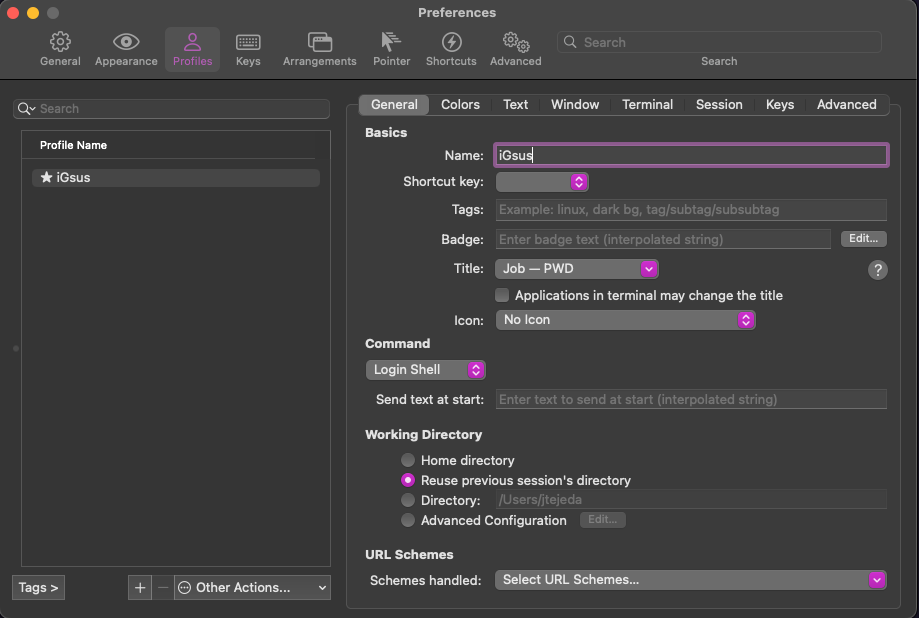 Preferences
General Appearance Profiles Keys Arrangements Pointer Shortcuts Advanced Search
Search
Search
Profile Name
★ iGsus
Tags >
+ − Other Actions...
General Colors Text Window Terminal Session Keys Advanced
Basics
Name: iGsus
Shortcut key:
Tags: Example: linux, dark bg, tag/subtag/subsubtag
Badge: Enter badge text (interpolated string) Edit...
Title: Job — PWD ?
Applications in terminal may change the title
Icon: No Icon
Command
Login Shell
Send text at start: Enter text to send at start (interpolated string)
Working Directory
Home directory
Reuse previous session's directory
Directory: /Users/jtejeda
Advanced Configuration Edit...
URL Schemes
Schemes handled: Select URL Schemes...